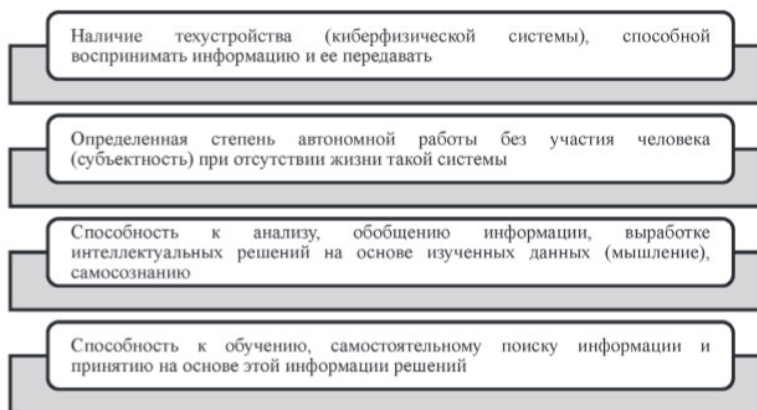 Наличие техустройства (киберфизической системы), способной
воспринимать информацию и ее передавать
Определенная степень автономной работы без участия человека
(субъектность) при отсутствии жизни такой системы
Способность к анализу, обобщению информации, выработке
интеллектуальных решений на основе изученных данных (мышление),
самосознанию
Способность к обучению, самостоятельному поиску информации и
принятию на основе этой информации решений